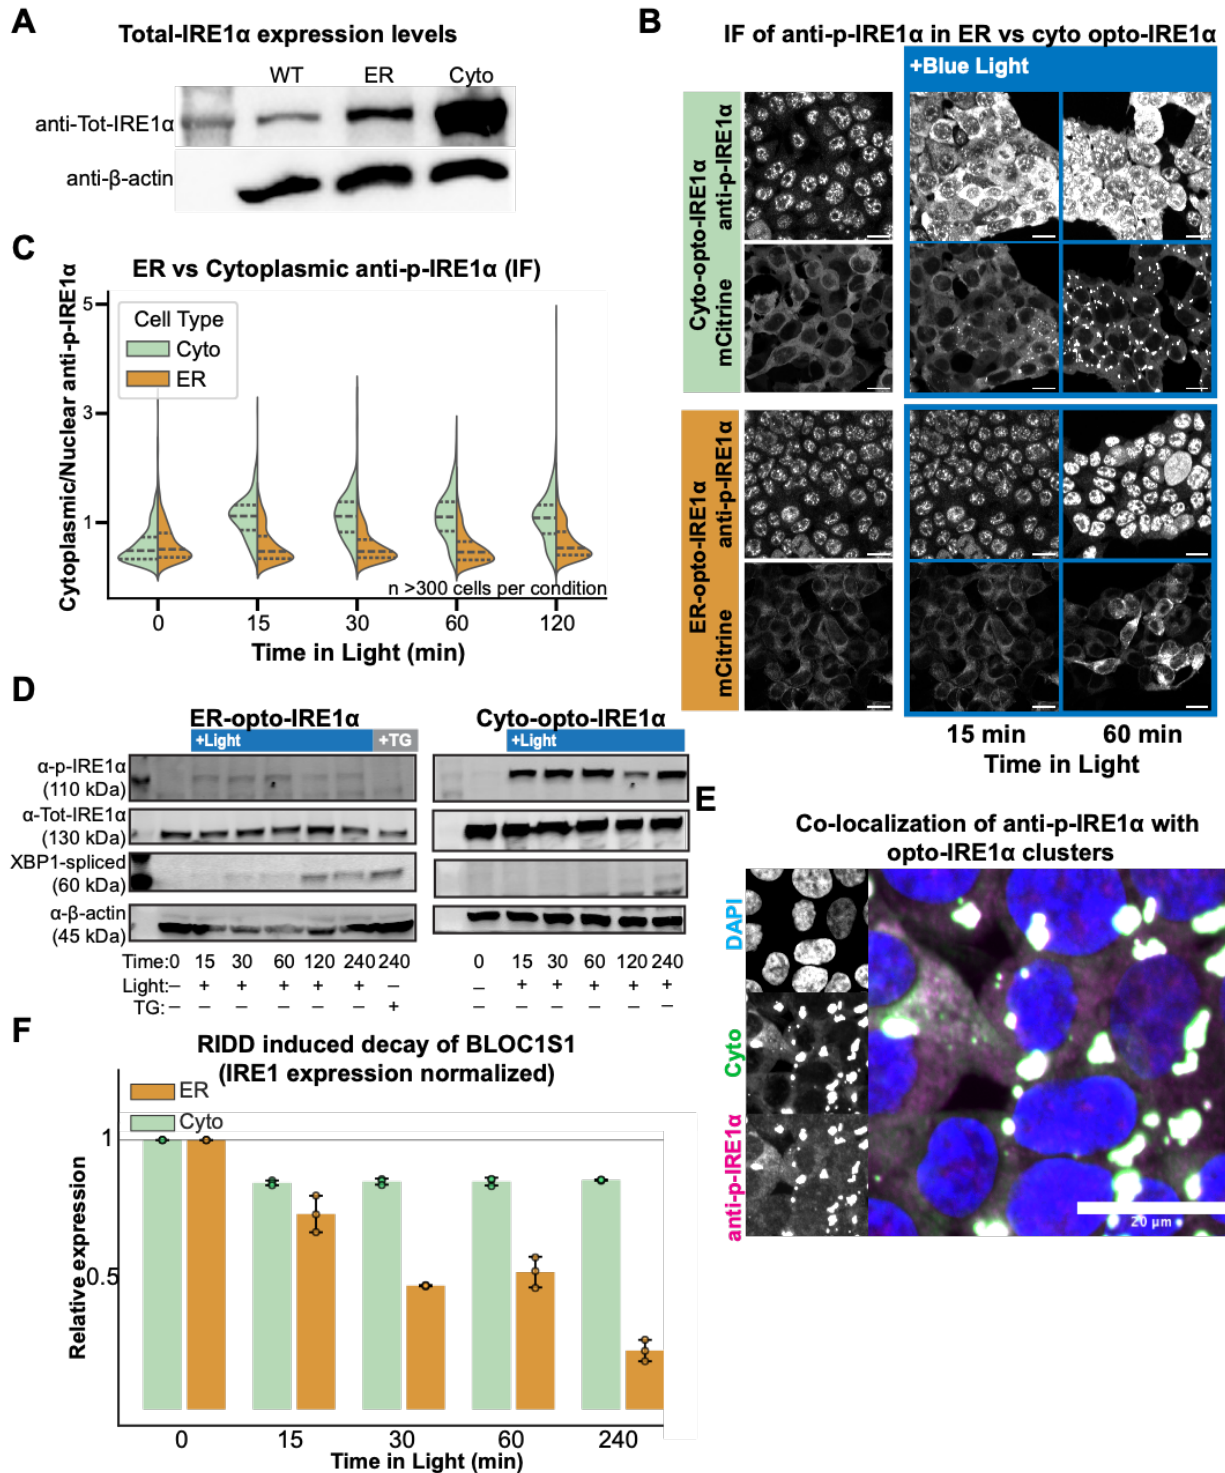 A
Total-IRE1α expression levels
WT ER Cyto
anti-Tot-IRE1α
anti-β-actin
B
IF of anti-p-IRE1α in ER vs cyto opto-IRE1α
+Blue Light
Cyto-opto-IRE1α
anti-p-IRE1α
mCitrine
ER-opto-IRE1α
anti-p-IRE1α
mCitrine
15 min 60 min
Time in Light
C
ER vs Cytoplasmic anti-p-IRE1α (IF)
Cytoplasmic/Nuclear anti-p-IRE1α
5
3
1
Cell Type
Cyto
ER
n >300 cells per condition
0 15 30 60 120
Time in Light (min)
D
ER-opto-IRE1α Cyto-opto-IRE1α
+Light +TG +Light
α-p-IRE1α
(110 kDa)
α-Tot-IRE1α
(130 kDa)
XBP1-spliced
(60 kDa)
α-β-actin
(45 kDa)
Time:0 15 30 60 120 240 240 0 15 30 60 120 240
Light:– + + + + + – – + + + + +
TG: – – – – – – + – – – – –
E
Co-localization of anti-p-IRE1α with
opto-IRE1α clusters
DAPI
Cyto
anti-p-IRE1α
20 µm
F
RIDD induced decay of BLOC1S1
(IRE1 expression normalized)
ER
Cyto
Relative expression
1
0.5
0 15 30 60 240
Time in Light (min)